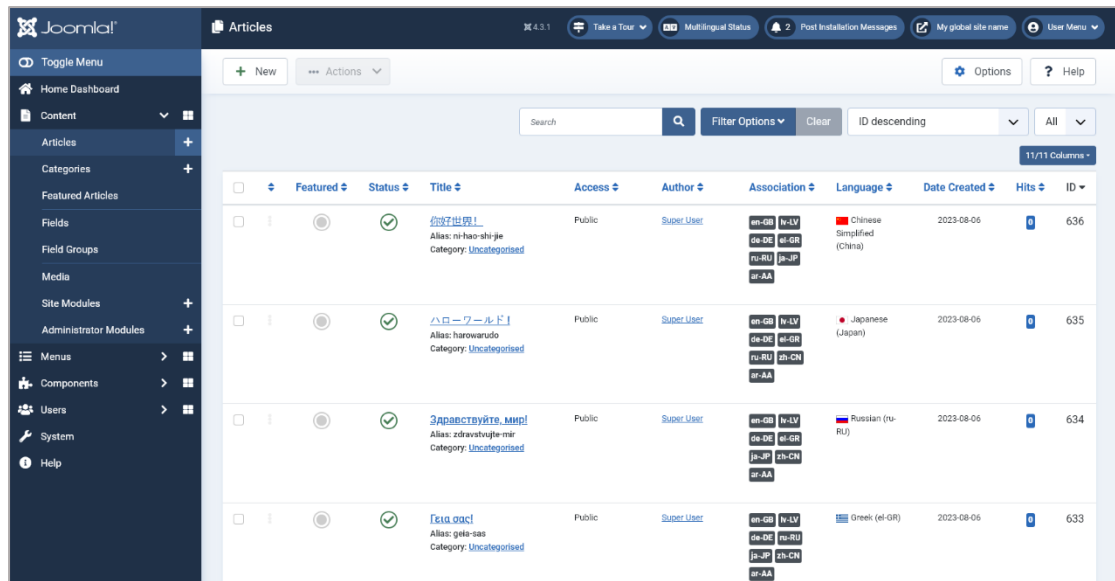 Joomla!
Articles
4.3.1
Take a Tour
Multilingual Status
2 Post Installation Messages
My global site name
User Menu
Toggle Menu
Home Dashboard
Content
Articles
Categories
Featured Articles
Fields
Field Groups
Media
Site Modules
Administrator Modules
Menus
Components
Users
System
Help
New
Actions
Options
? Help
Search
Filter Options
Clear
ID descending
All
11/11 Columns
Featured Status Title Access Author Association Language Date Created Hits ID
你好世界！
Alias: ni-hao-shi-jie
Category: Uncategorised
Public
Super User
en-GB lv-LV
de-DE el-GR
ru-RU ja-JP
ar-AA
Chinese
Simplified
(China)
2023-08-06
0
636
ハローワールド！
Alias: harowarudo
Category: Uncategorised
Public
Super User
en-GB lv-LV
de-DE el-GR
ru-RU zh-CN
ar-AA
Japanese
(Japan)
2023-08-06
0
635
Здравствуйте, мир!
Alias: zdravstvujte-mir
Category: Uncategorised
Public
Super User
en-GB lv-LV
de-DE el-GR
ja-JP zh-CN
ar-AA
Russian (ru-
RU)
2023-08-06
0
634
Γεια σας!
Alias: geia-sas
Category: Uncategorised
Public
Super User
en-GB lv-LV
de-DE ru-RU
ja-JP zh-CN
ar-AA
Greek (el-GR)
2023-08-06
0
633